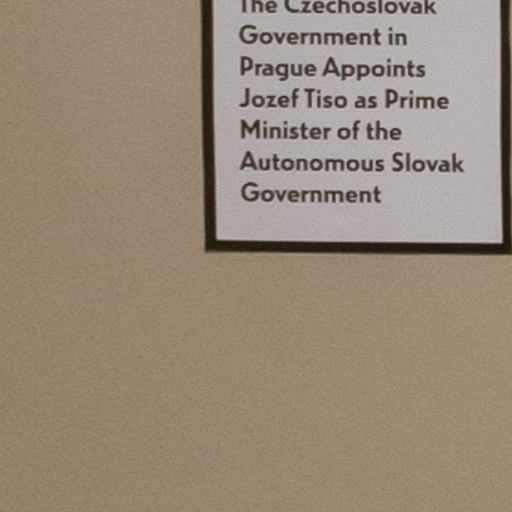 The Czechoslovak
Government in
Prague Appoints
Jozef Tiso as Prime
Minister of the
Autonomous Slovak
Government